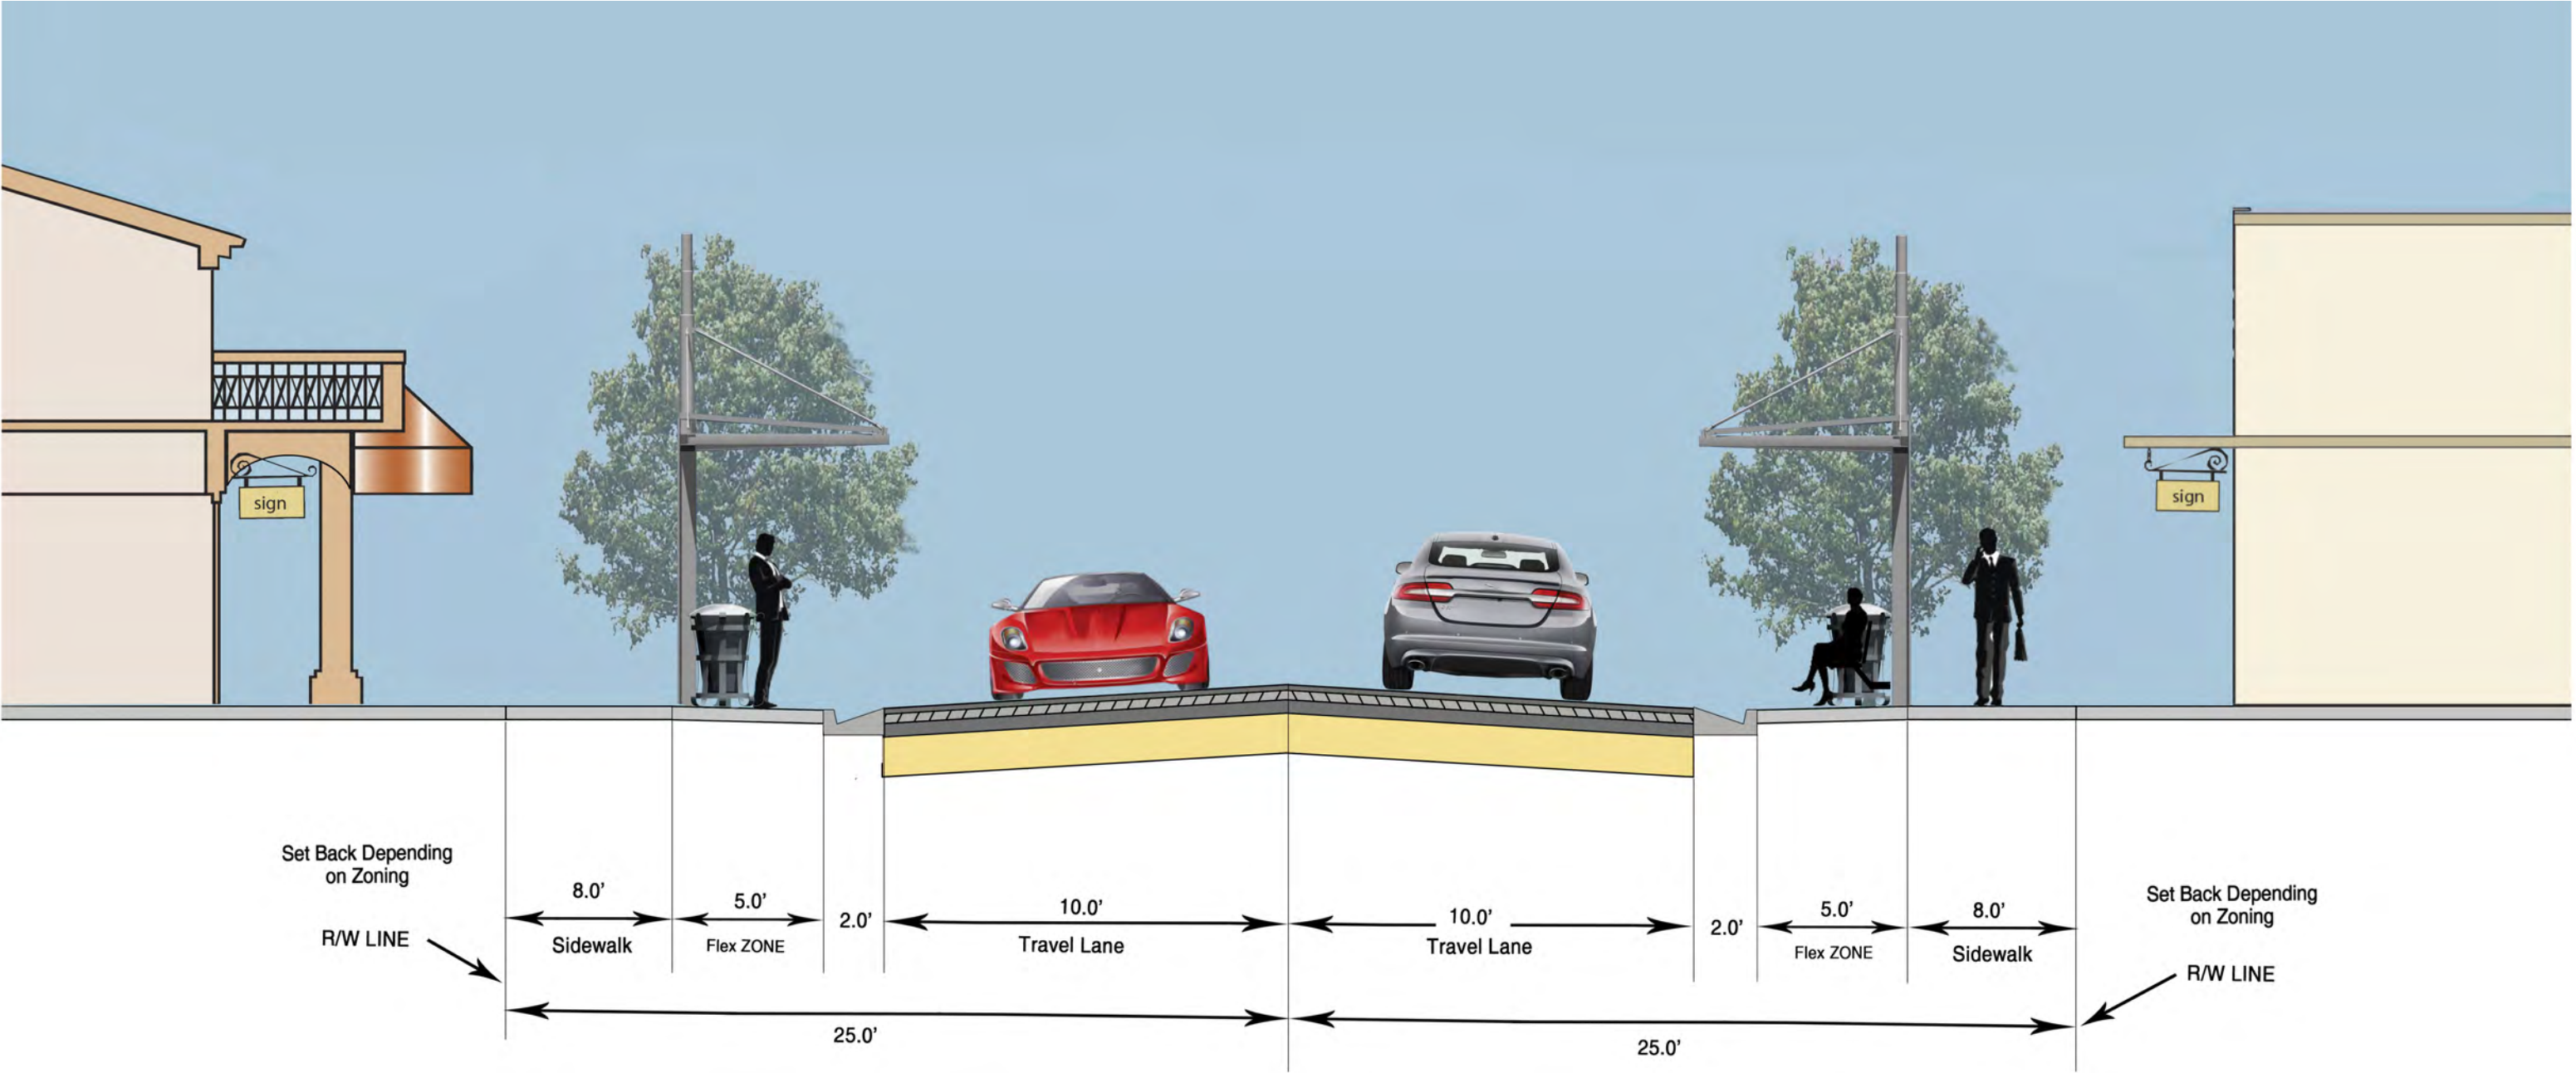 sign
sign
Set Back Depending
on Zoning
R/W LINE
8.0'
Sidewalk
5.0'
Flex ZONE
2.0'
10.0'
Travel Lane
10.0'
Travel Lane
2.0'
5.0'
Flex ZONE
8.0'
Sidewalk
Set Back Depending
on Zoning
R/W LINE
25.0'
25.0'